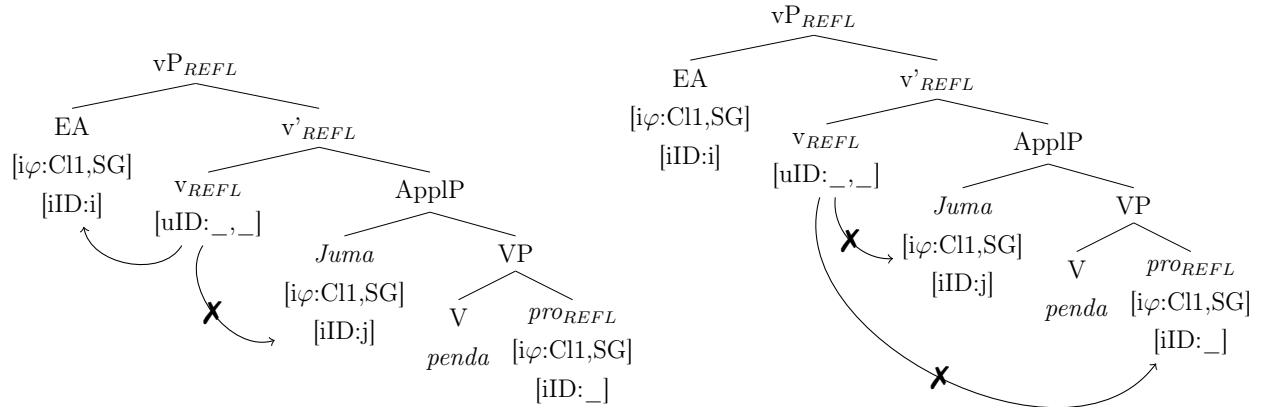 vP_REFL
EA v'_REFL
[iφ:Cl1,SG]
[iID:i]
v_REFL ApplP
[uID:_,_]
Juma VP
[iφ:Cl1,SG]
[iID:j]
V pro_REFL
penda [iφ:Cl1,SG]
[iID:_]
vP_REFL
EA v'_REFL
[iφ:Cl1,SG]
[iID:i]
v_REFL ApplP
[uID:_,_]
Juma VP
[iφ:Cl1,SG]
[iID:j]
V pro_REFL
penda [iφ:Cl1,SG]
[iID:_]